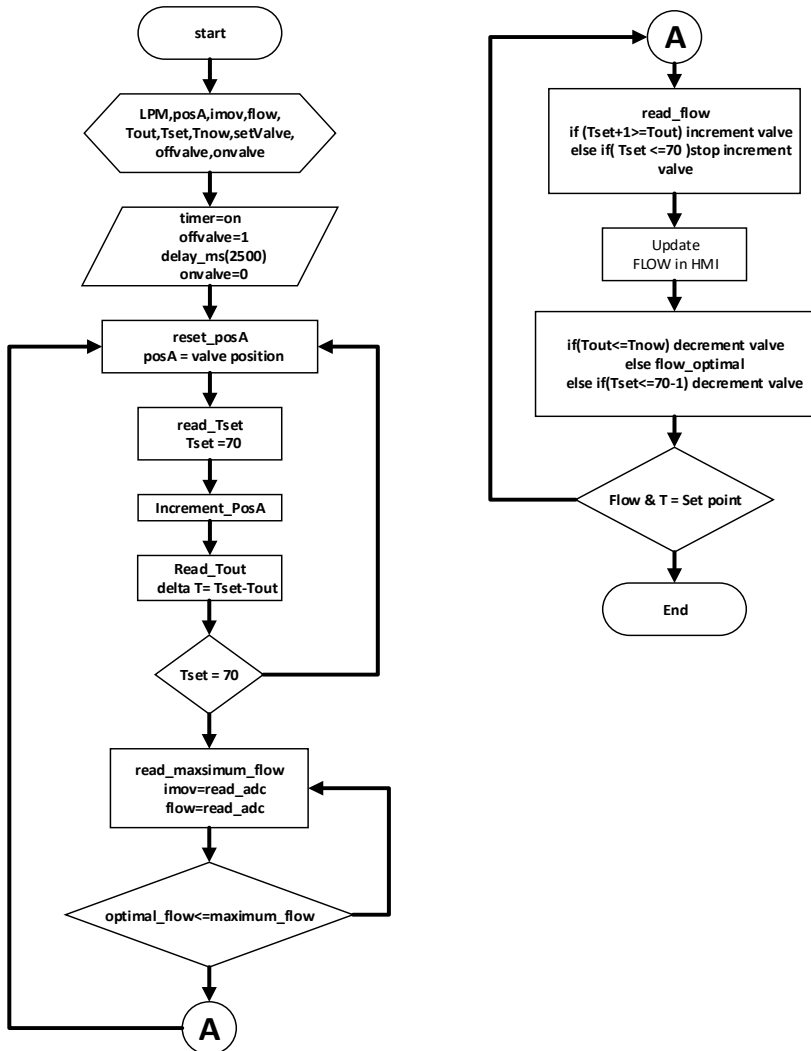 start
LPM,posA,imov,flow,
Tout,Tset,Tnow,setValve,
offvalve,onvalve
timer=on
offvalve=1
delay_ms(2500)
onvalve=0
reset_posA
posA = valve position
read_Tset
Tset =70
Increment_PosA
Read_Tout
delta T= Tset-Tout
Tset = 70
read_maxsimum_flow
imov=read_adc
flow=read_adc
optimal_flow<=maximum_flow
A
A
read_flow
if (Tset+1>=Tout) increment valve
else if( Tset <=70 )stop increment
valve
Update
FLOW in HMI
if(Tout<=Tnow) decrement valve
else flow_optimal
else if(Tset<=70-1) decrement valve
Flow & T = Set point
End